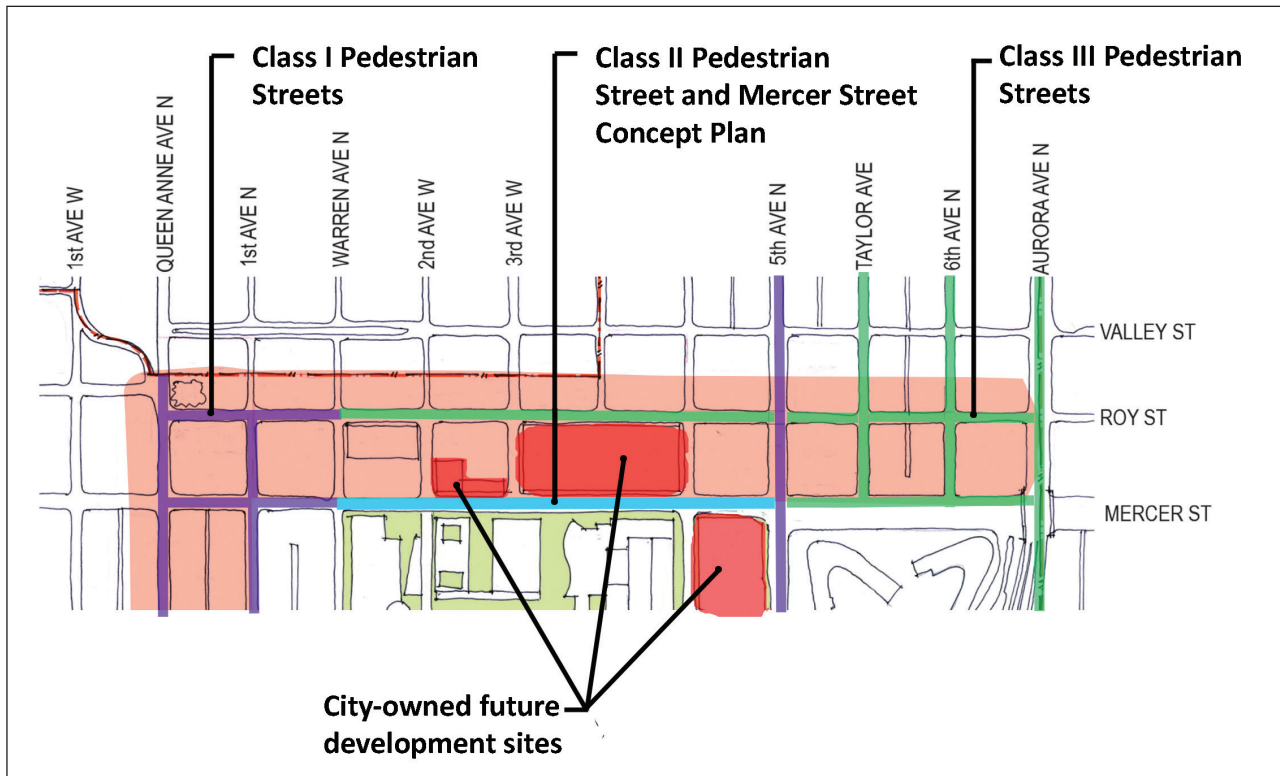 Class I Pedestrian
Streets
Class II Pedestrian
Street and Mercer Street
Concept Plan
Class III Pedestrian
Streets
1st AVE W
QUEEN ANNE AVE N
1st AVE N
WARREN AVE N
2nd AVE W
3rd AVE W
5th AVE N
TAYLOR AVE
6th AVE N
AURORA AVE N
VALLEY ST
ROY ST
MERCER ST
City-owned future
development sites